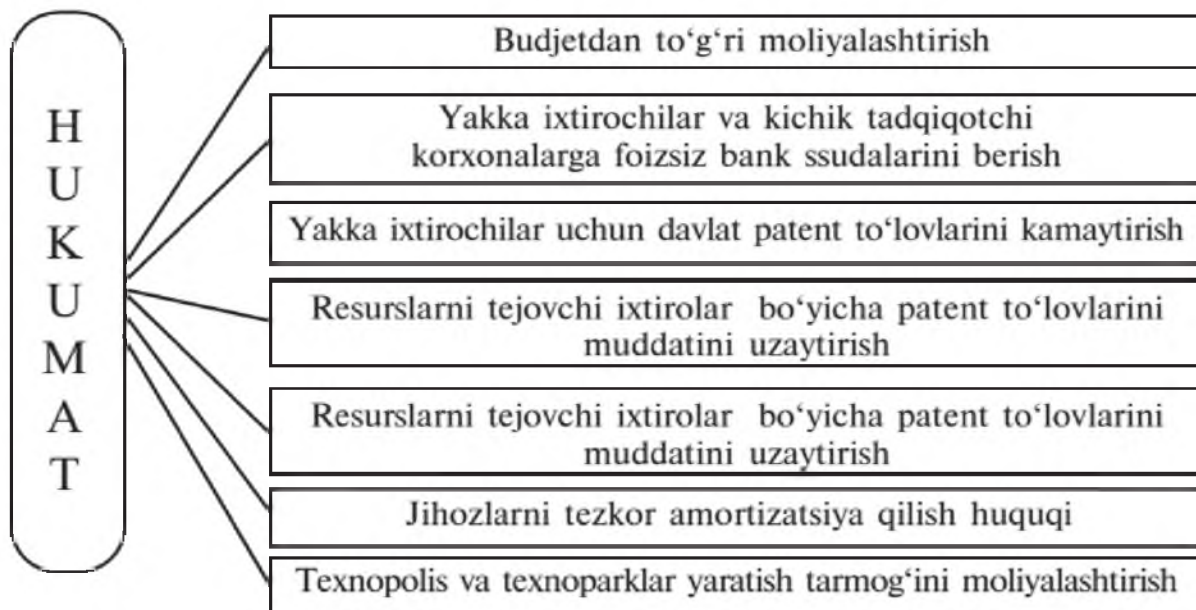 HUKUMAT
Budjetdan to‘g‘ri moliyalashtirish
Yakka ixtirochilar va kichik tadqiqotchi
korxonalarga foizsiz bank ssudalarini berish
Yakka ixtirochilar uchun davlat patent to‘lovlarini kamaytirish
Resurslarni tejovchi ixtirolar bo‘yicha patent to‘lovlarini
muddatini uzaytirish
Resurslarni tejovchi ixtirolar bo‘yicha patent to‘lovlarini
muddatini uzaytirish
Jihozlarni tezkor amortizatsiya qilish huquqi
Texnopolis va texnoparklar yaratish tarmog‘ini moliyalashtirish